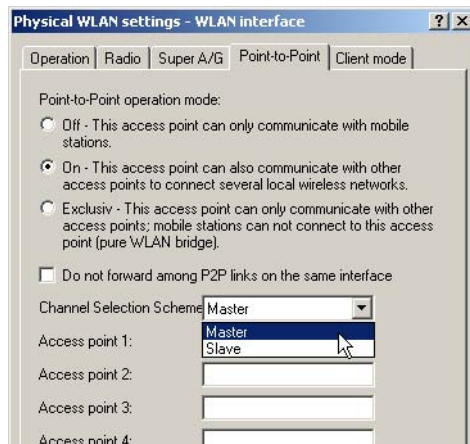 Physical WLAN settings - WLAN interface
Operation Radio Super A/G Point-to-Point Client mode
Point-to-Point operation mode:
Off - This access point can only communicate with mobile
stations.
On - This access point can also communicate with other
access points to connect several local wireless networks.
Exclusiv - This access point can only communicate with other
access points; mobile stations can not connect to this access
point (pure WLAN bridge).
Do not forward among P2P links on the same interface
Channel Selection Scheme Master
Master
Access point 1:
Slave
Access point 2:
Access point 3:
Access point 4: